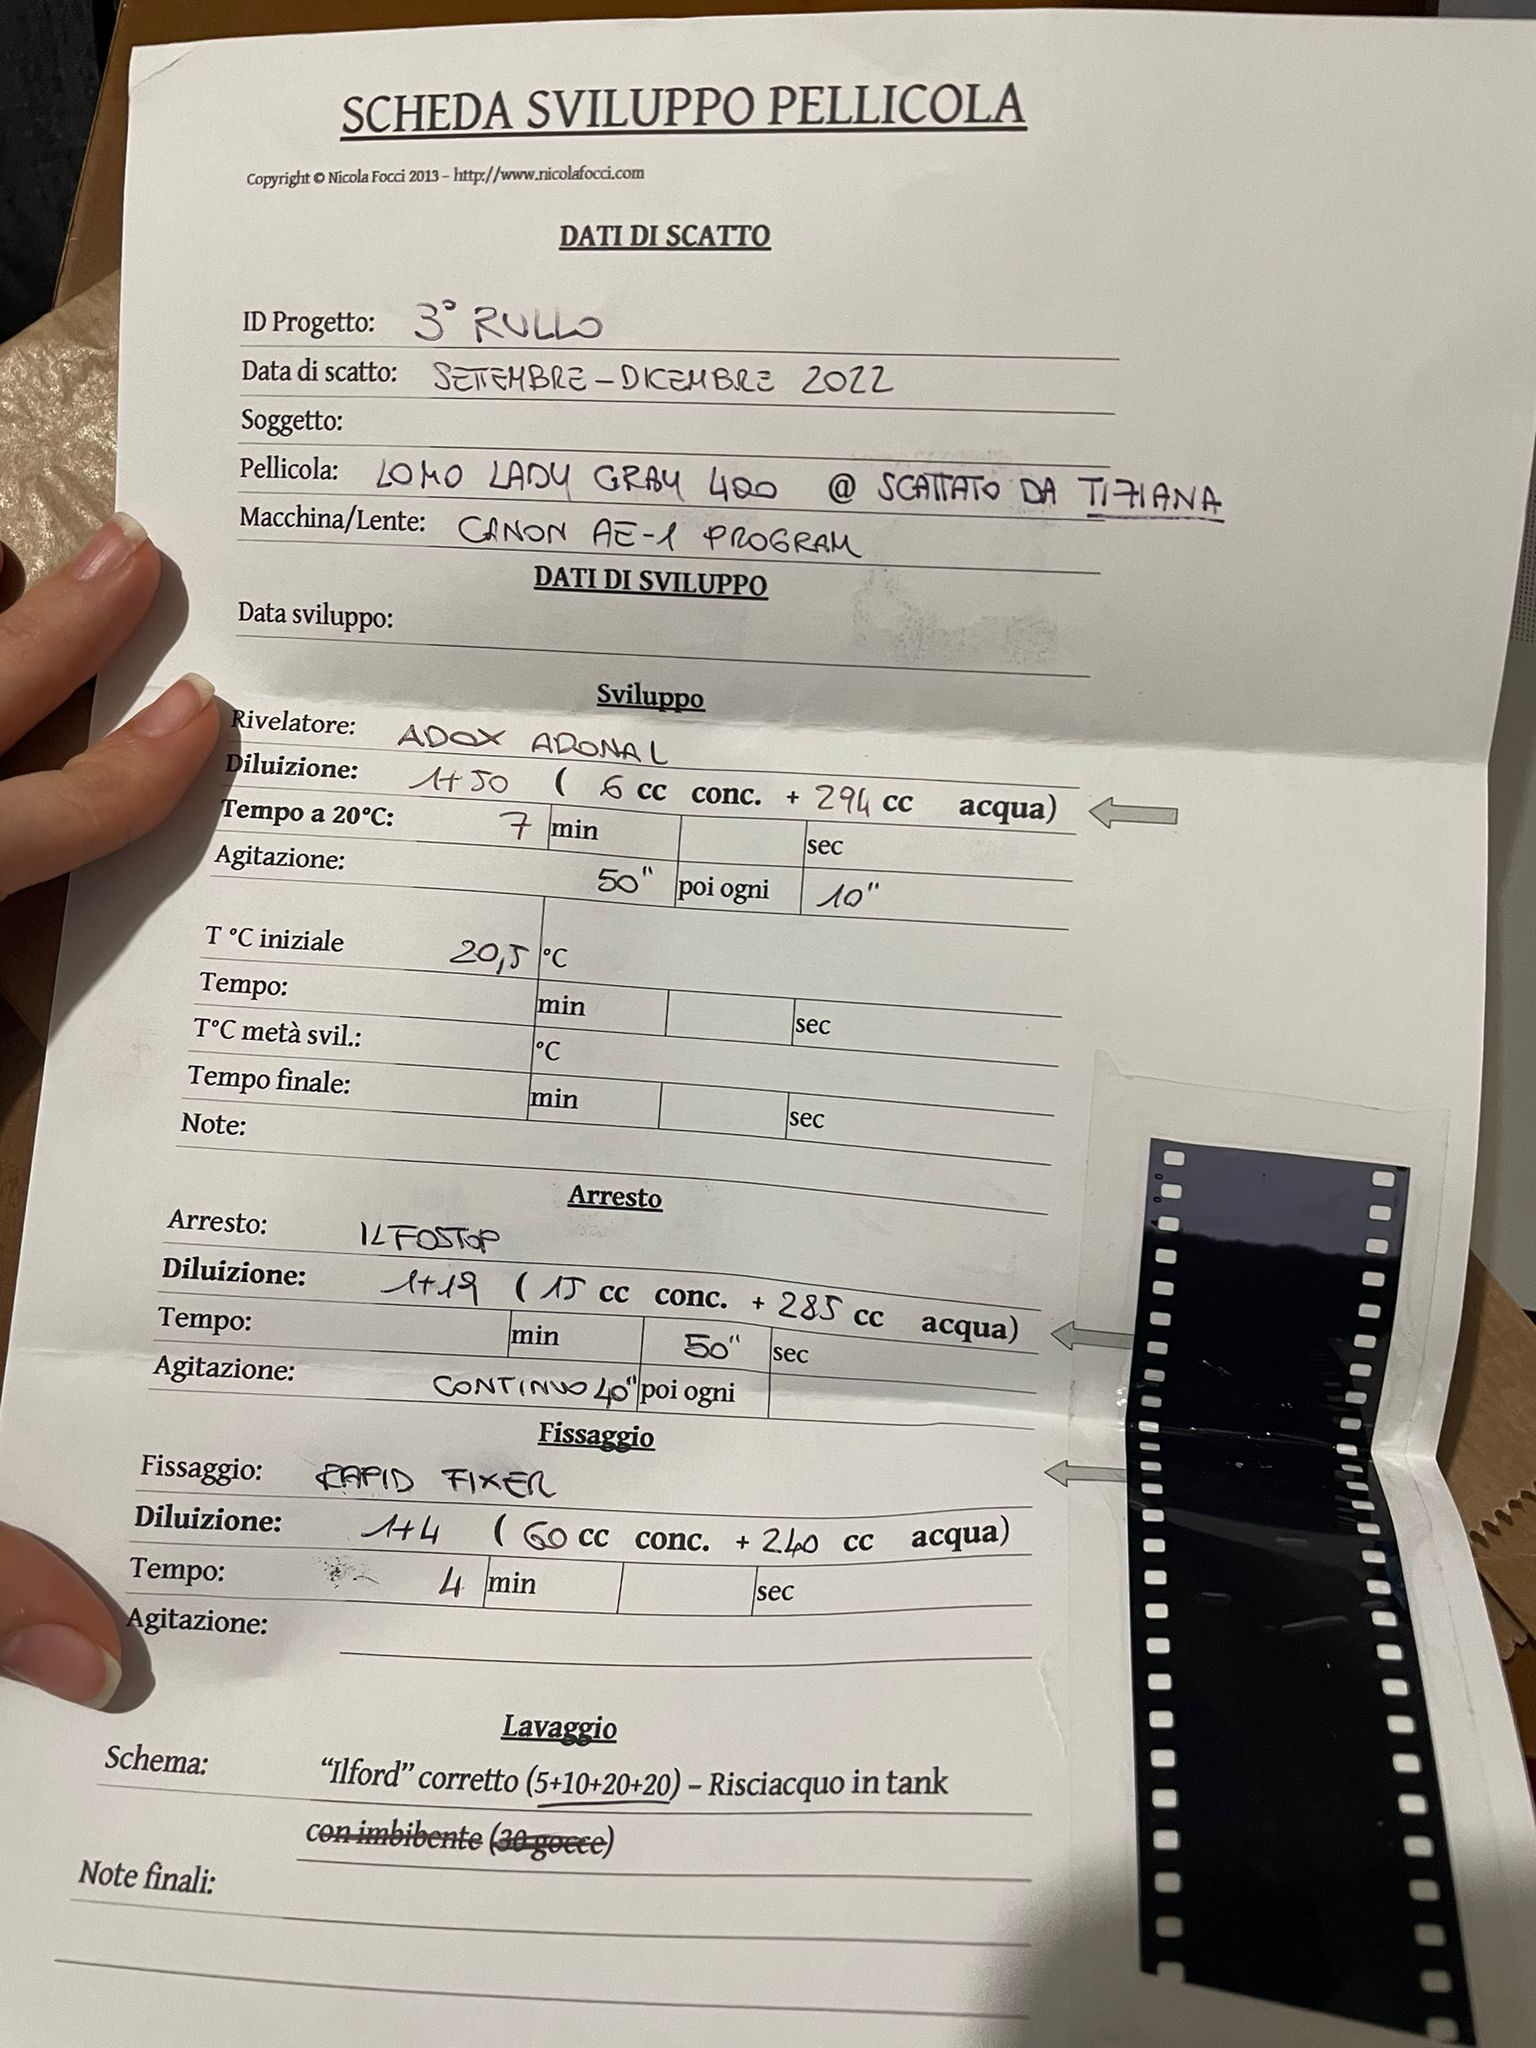 SCHEDA SVILUPPO PELLICOLA
Copyright © Nicola Focci 2013 – http://www.nicolafocci.com
DATI DI SCATTO
ID Progetto: 3° RULLO
Data di scatto: SETTEMBRE – DICEMBRE 2022
Soggetto:
Pellicola: LOMO LADY GRAY 400 @ SCATTATO DA TIZIANA
Macchina/Lente: CANON AE-1 PROGRAM
DATI DI SVILUPPO
Data sviluppo:
Sviluppo
Rivelatore: ADOX ADONAL
Diluizione: 1+50 ( 6 cc conc. + 294 cc acqua)
Tempo a 20°C: 7 min sec
Agitazione: 50" poi ogni 10"
T °C iniziale 20,5 °C
Tempo: min sec
T°C metà svil.: °C
Tempo finale: min sec
Note:
Arresto
Arresto: ILFOSTOP
Diluizione: 1+19 ( 15 cc conc. + 285 cc acqua)
Tempo: min 50" sec
Agitazione: CONTINUO 40" poi ogni
Fissaggio
Fissaggio: RAPID FIXER
Diluizione: 1+4 ( 60 cc conc. + 240 cc acqua)
Tempo: 4 min sec
Agitazione:
Lavaggio
Schema: "Ilford" corretto (5+10+20+20) – Risciacquo in tank
con imbibente (30 gocce)
Note finali: